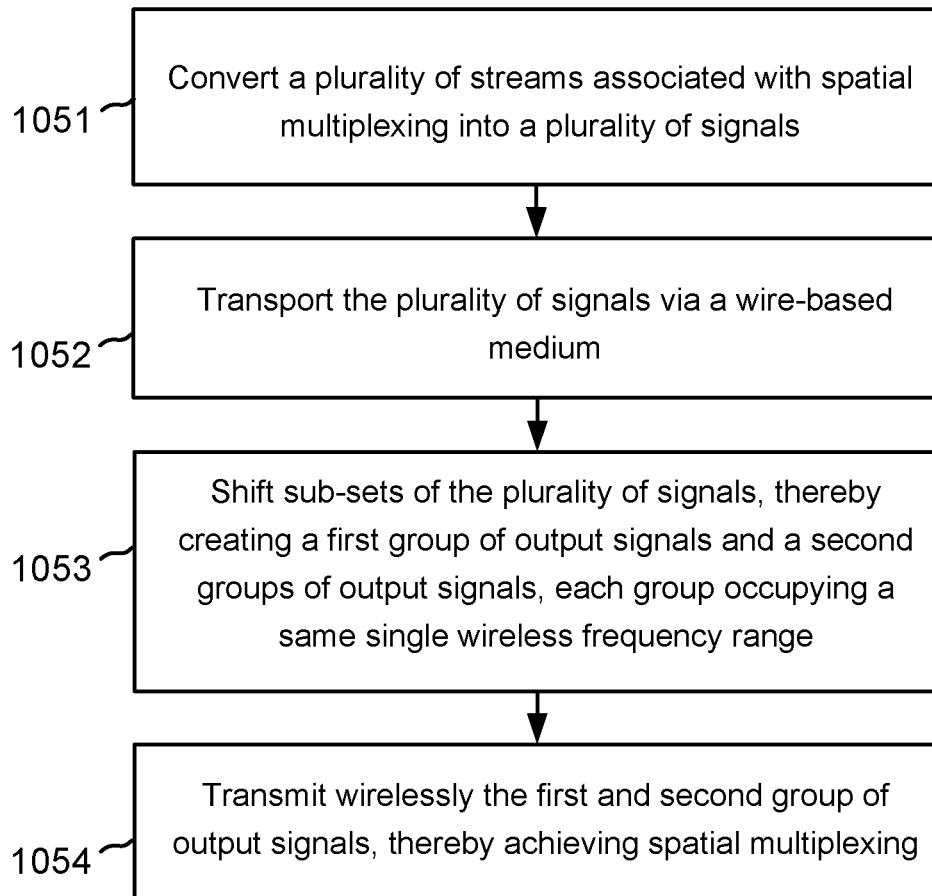 1051
Convert a plurality of streams associated with spatial
multiplexing into a plurality of signals
1052
Transport the plurality of signals via a wire-based
medium
1053
Shift sub-sets of the plurality of signals, thereby
creating a first group of output signals and a second
groups of output signals, each group occupying a
same single wireless frequency range
1054
Transmit wirelessly the first and second group of
output signals, thereby achieving spatial multiplexing